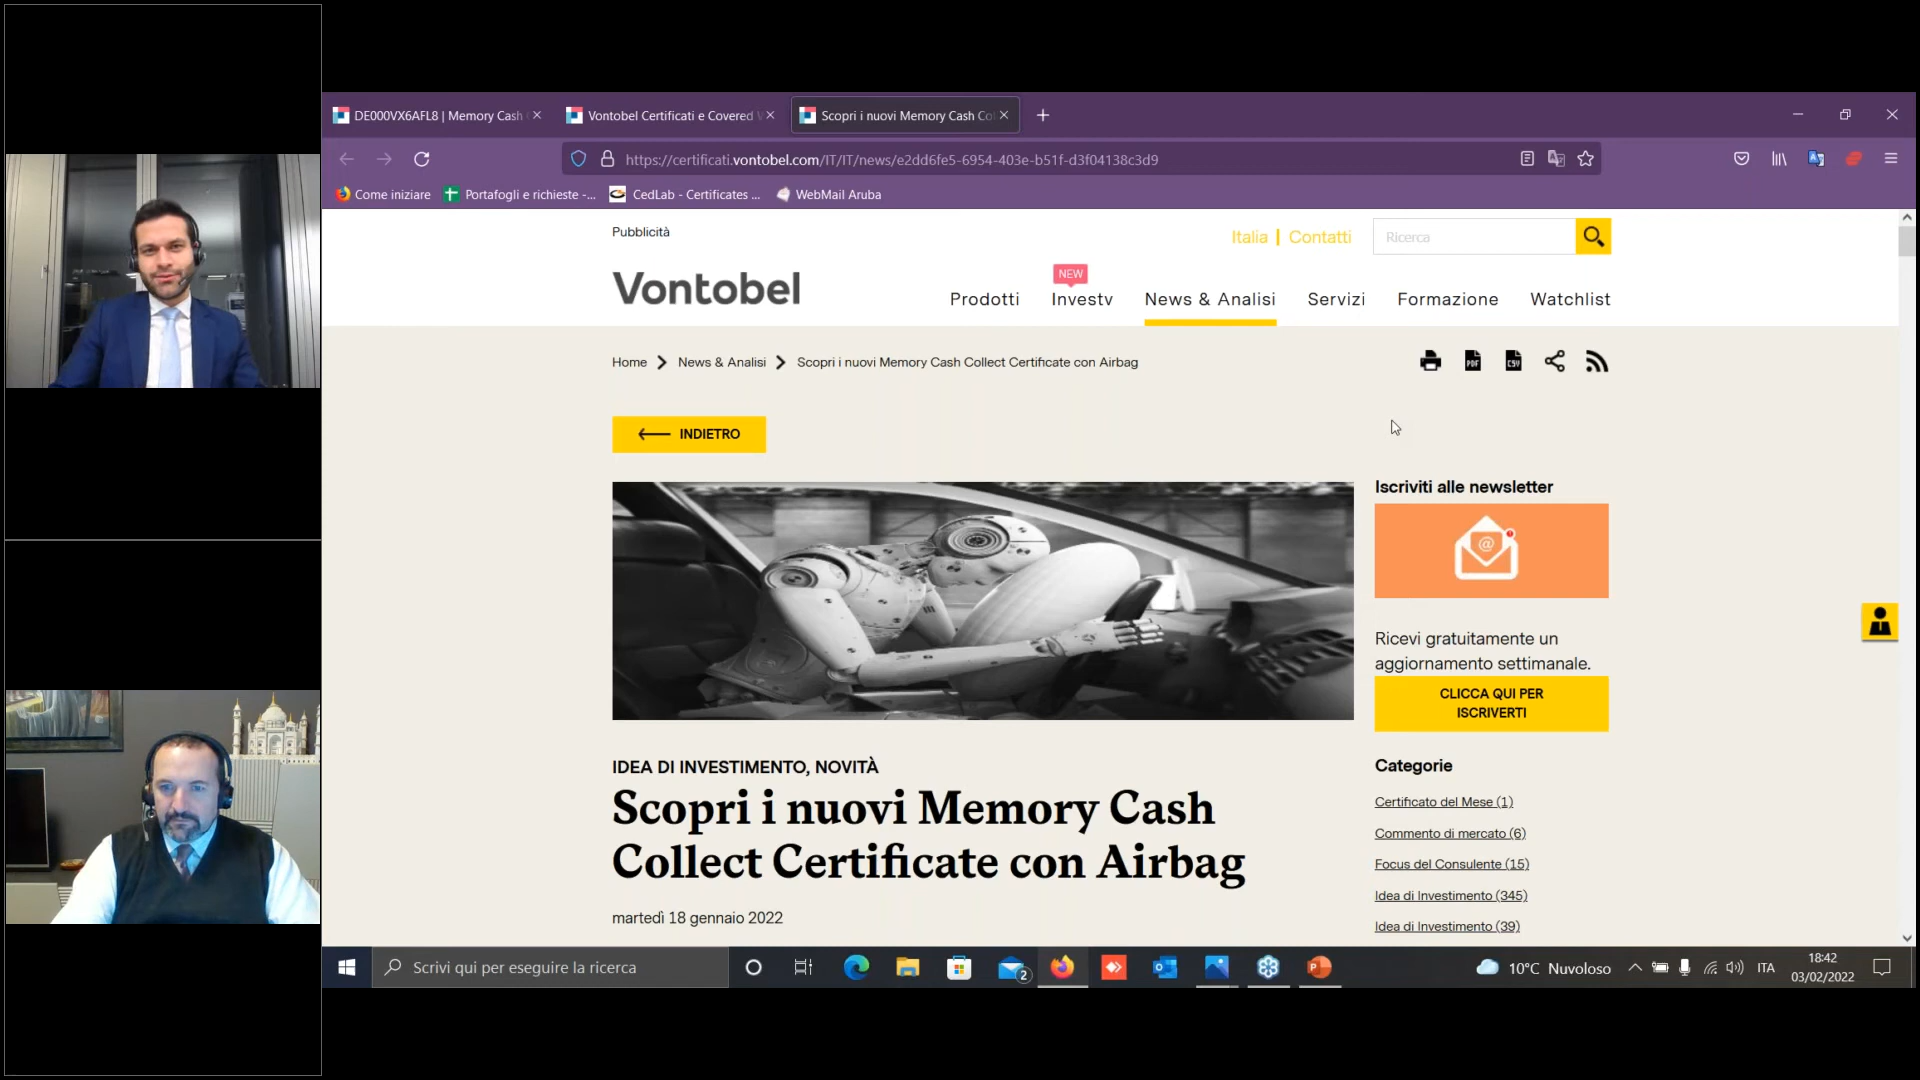 DE000VX6AFL8 | Memory Cash
Vontobel Certificati e Covered
Scopri i nuovi Memory Cash Co
https://certificati.vontobel.com/IT/IT/news/e2dd6fe5-6954-403e-b51f-d3f04138c3d9
Come iniziare
Portafogli e richieste -...
CedLab - Certificates ...
WebMail Aruba
Pubblicità
Italia | Contatti
Ricerca
Vontobel
NEW
Prodotti
Investv
News & Analisi
Servizi
Formazione
Watchlist
Home
News & Analisi
Scopri i nuovi Memory Cash Collect Certificate con Airbag
PDF
CSV
INDIETRO
Iscriviti alle newsletter
@
Ricevi gratuitamente un
aggiornamento settimanale.
CLICCA QUI PER
ISCRIVERTI
IDEA DI INVESTIMENTO, NOVITÀ
Scopri i nuovi Memory Cash
Collect Certificate con Airbag
martedì 18 gennaio 2022
Categorie
Certificato del Mese (1)
Commento di mercato (6)
Focus del Consulente (15)
Idea di Investimento (345)
Idea di Investimento (39)
Scrivi qui per eseguire la ricerca
2
10°C Nuvoloso
ITA
18:42
03/02/2022